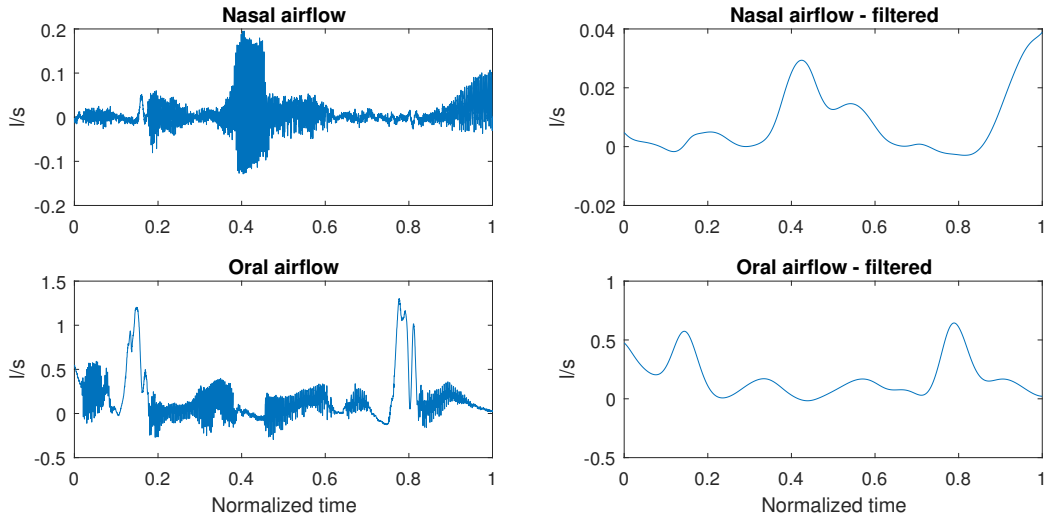 Nasal airflow
0.2
0.1
0
-0.1
-0.2
l/s
0 0.2 0.4 0.6 0.8 1
Nasal airflow - filtered
0.04
0.02
0
-0.02
l/s
0 0.2 0.4 0.6 0.8 1
Oral airflow
1.5
1
0.5
0
-0.5
l/s
0 0.2 0.4 0.6 0.8 1
Normalized time
Oral airflow - filtered
1
0.5
0
-0.5
l/s
0 0.2 0.4 0.6 0.8 1
Normalized time